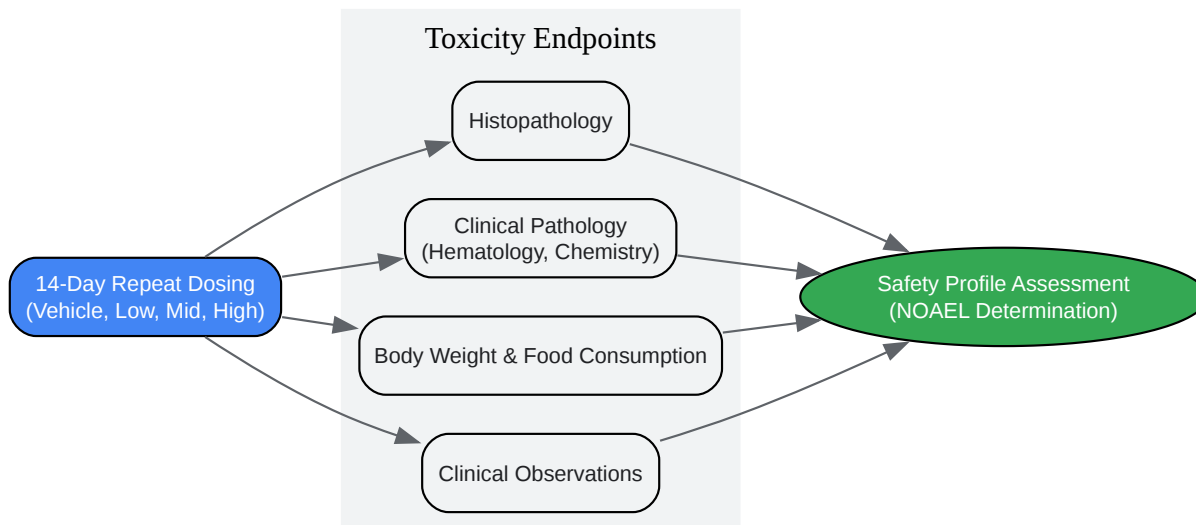 Toxicity Endpoints
Histopathology
Clinical Pathology
(Hematology, Chemistry)
14-Day Repeat Dosing
(Vehicle, Low, Mid, High)
Safety Profile Assessment
(NOAEL Determination)
Body Weight & Food Consumption
Clinical Observations